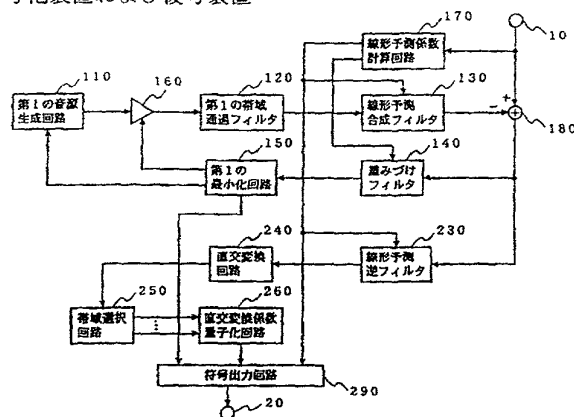 号化装置および復号装置
170
線形予測係数
計算回路
10
110
第1の音源
生成回路
160
120
第1の帯域
通過フィルタ
130
線形予測
合成フィルタ
−
+
180
150
第1の
最小化回路
140
重みづけ
フィルタ
240
直交変換
回路
230
線形予測
逆フィルタ
250
帯域選択
回路
260
直交変換係数
量子化回路
符号出力回路
290
20